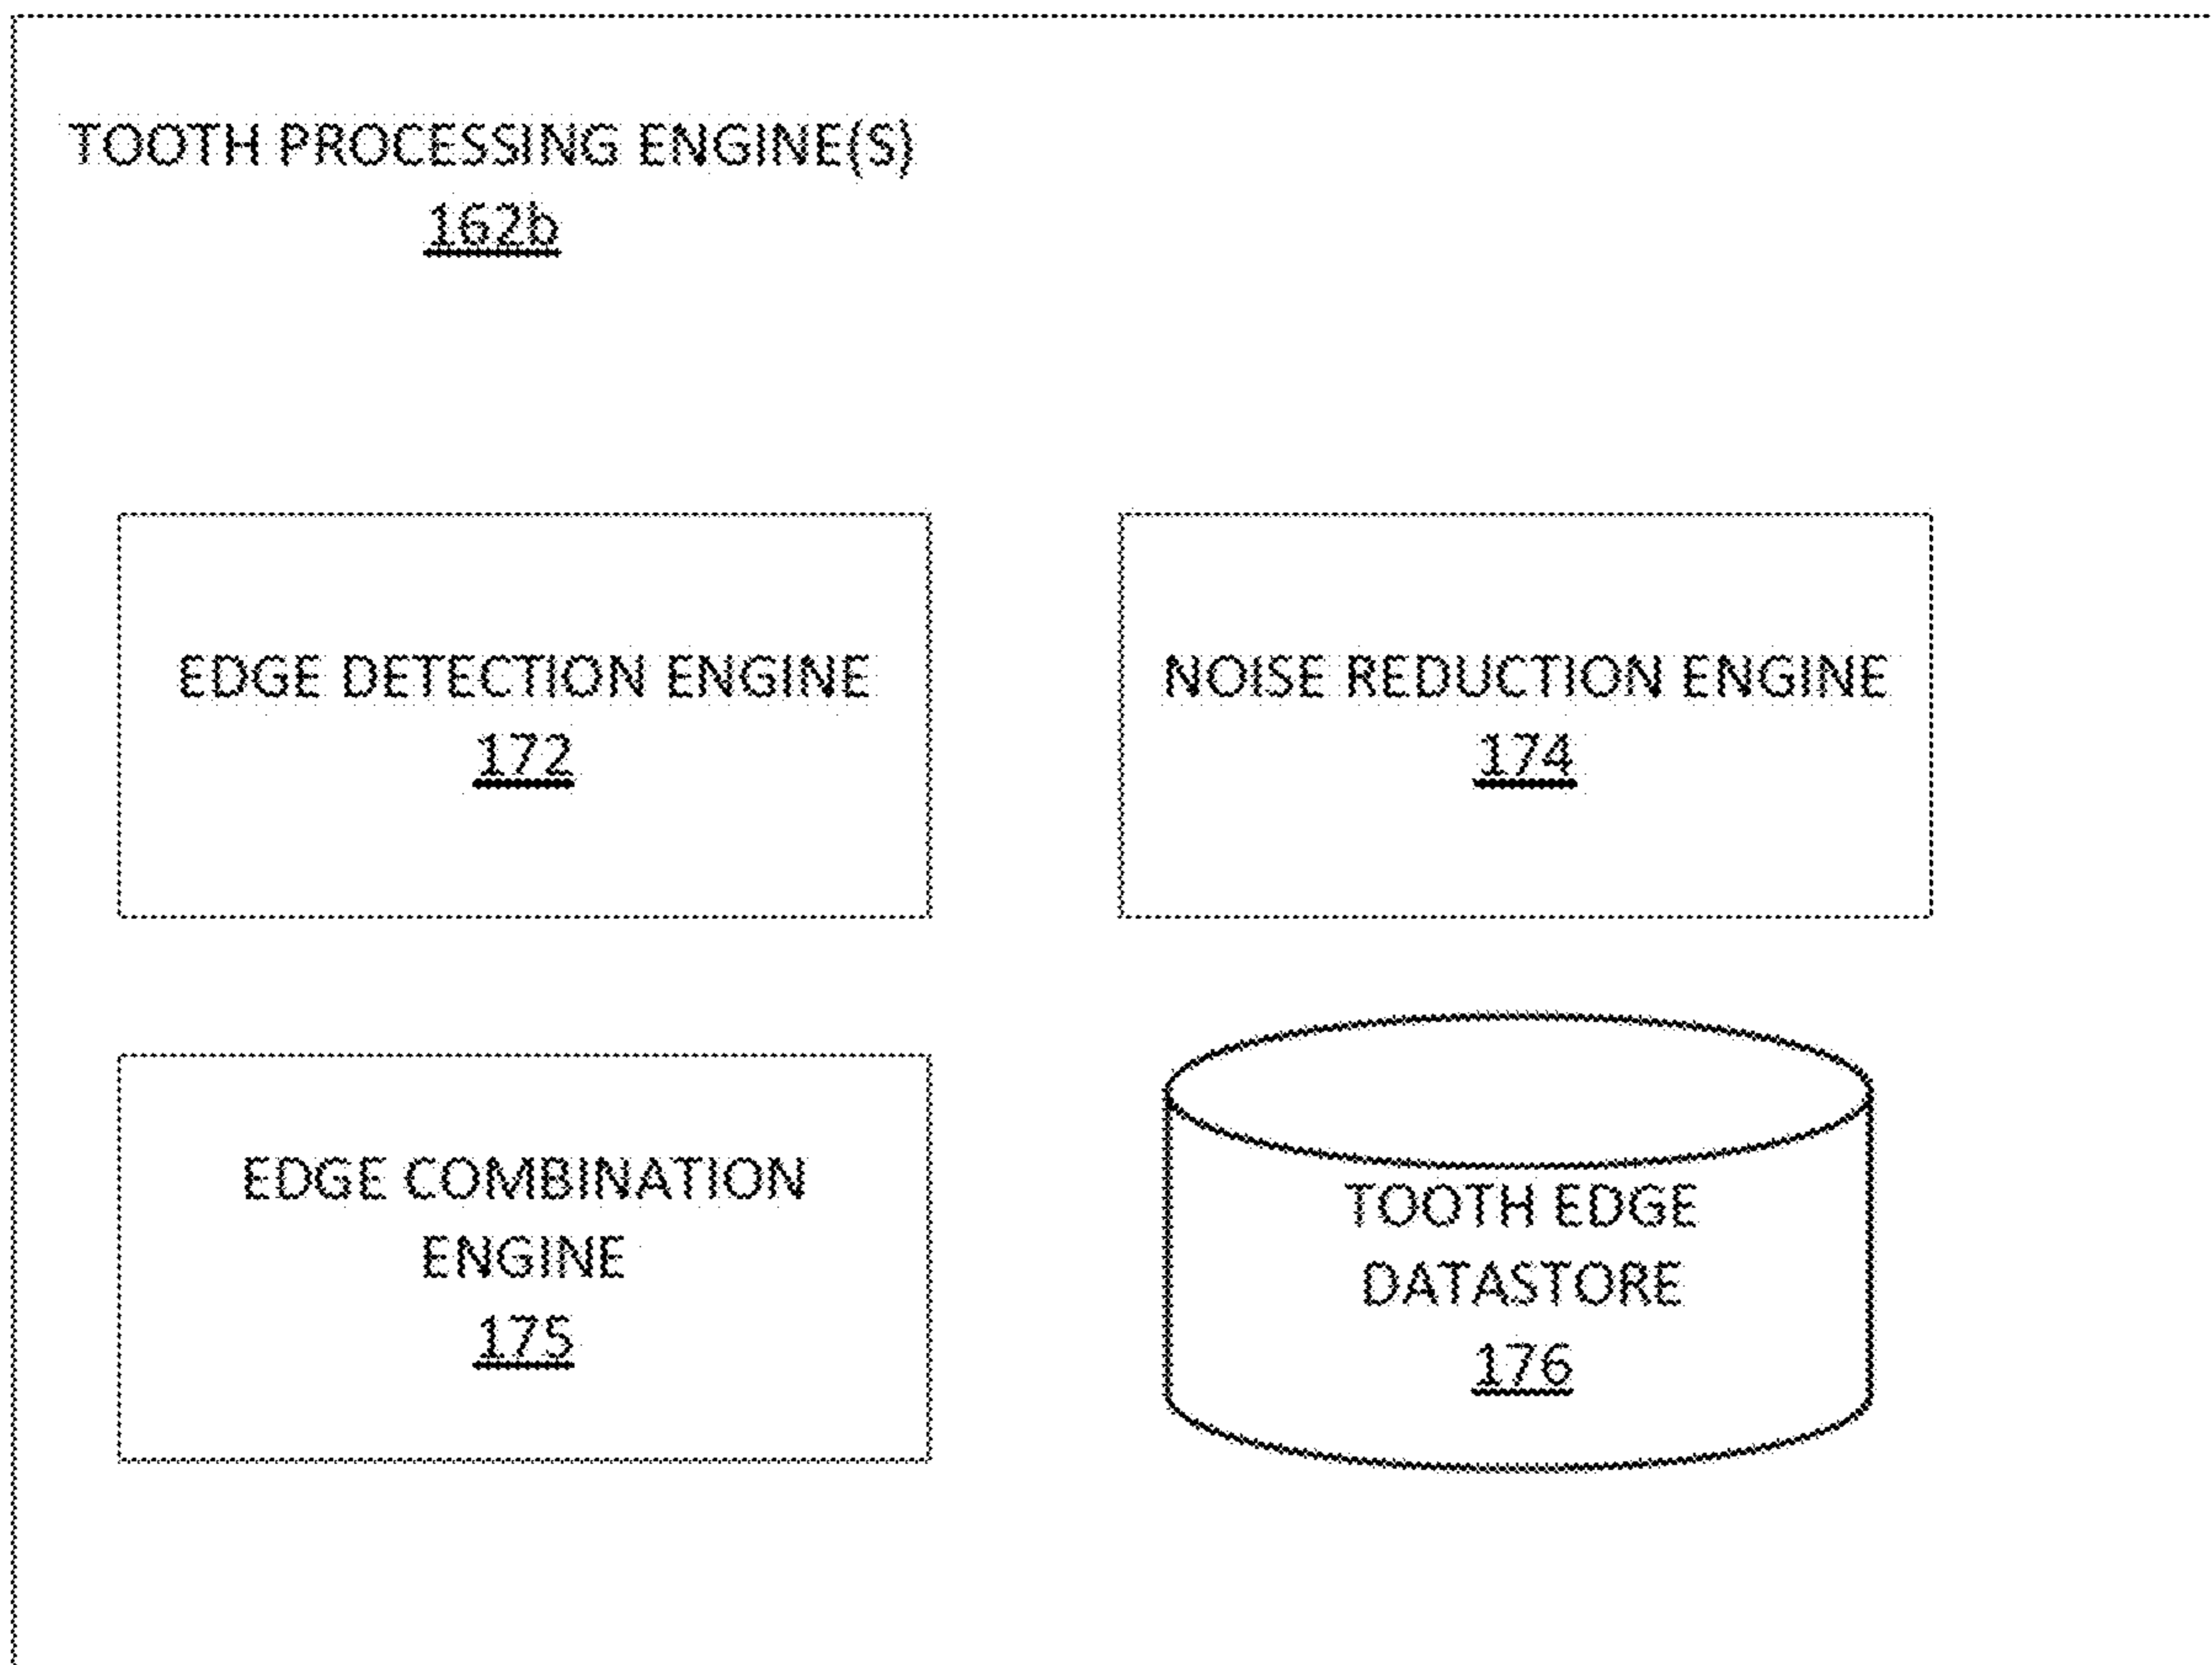 TOOTH PROCESSING ENGINE(S)
162b
EDGE DETECTION ENGINE
172
NOISE REDUCTION ENGINE
174
EDGE COMBINATION
ENGINE
175
TOOTH EDGE
DATASTORE
176